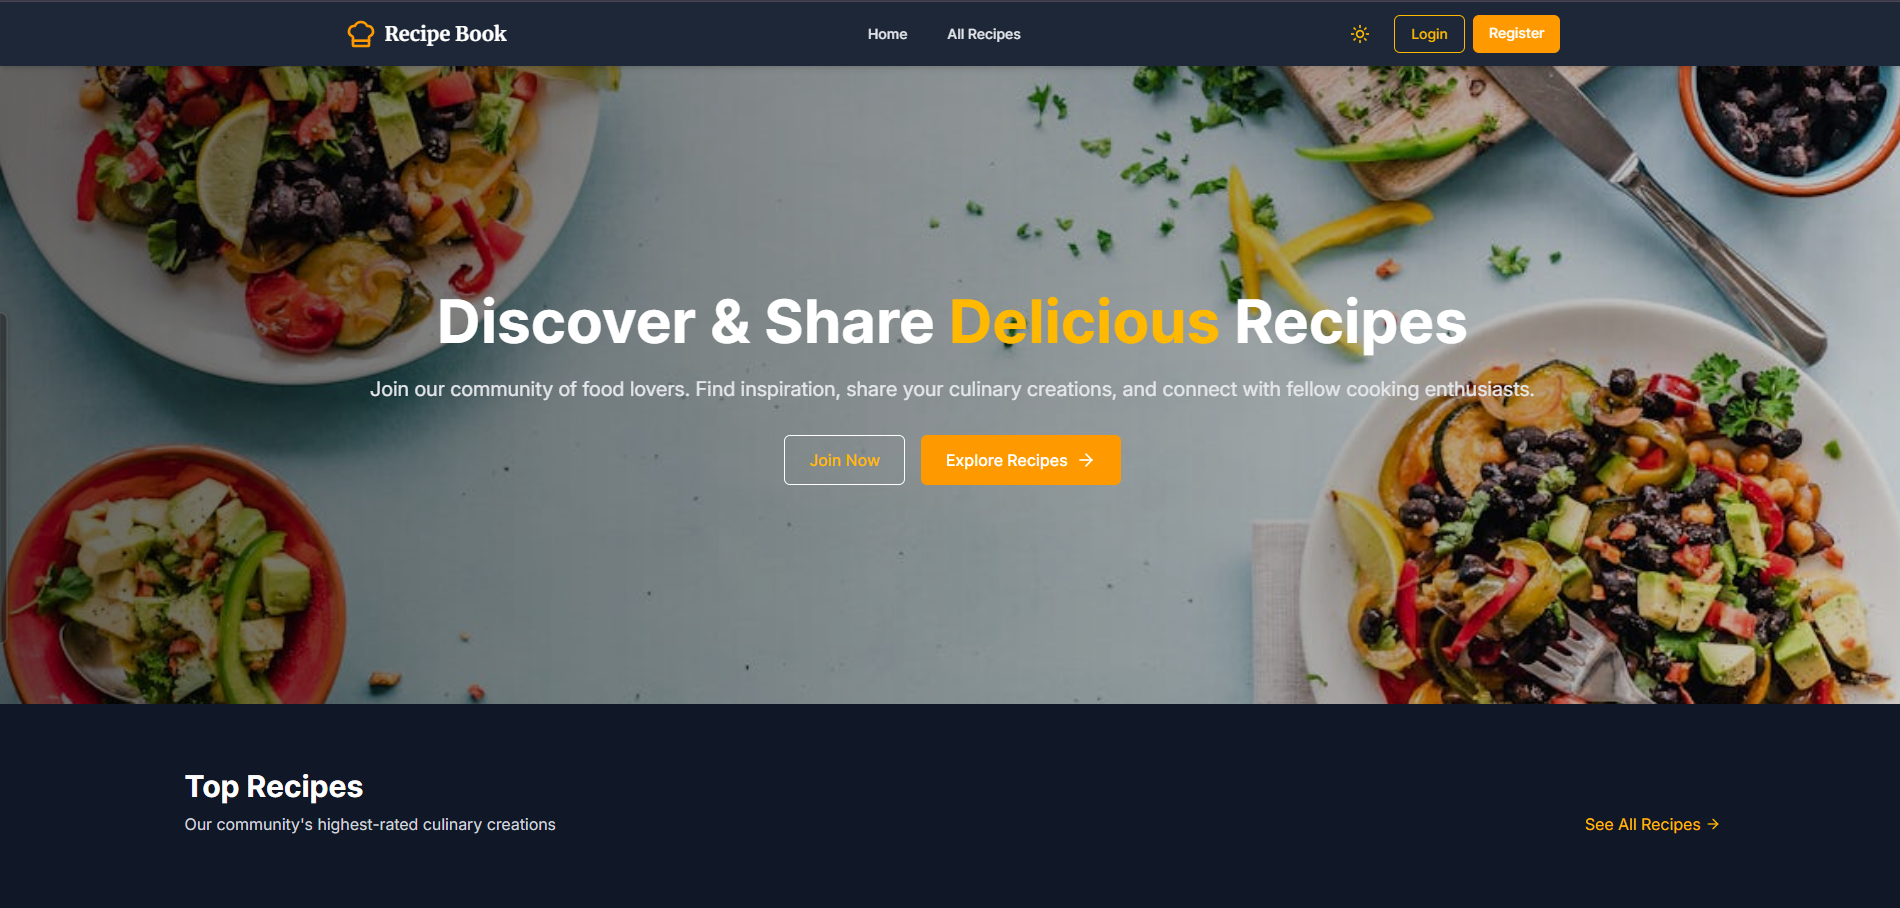 Recipe Book
Home
All Recipes
Login
Register
Discover & Share Delicious Recipes
Join our community of food lovers. Find inspiration, share your culinary creations, and connect with fellow cooking enthusiasts.
Join Now
Explore Recipes →
Top Recipes
Our community's highest-rated culinary creations
See All Recipes →